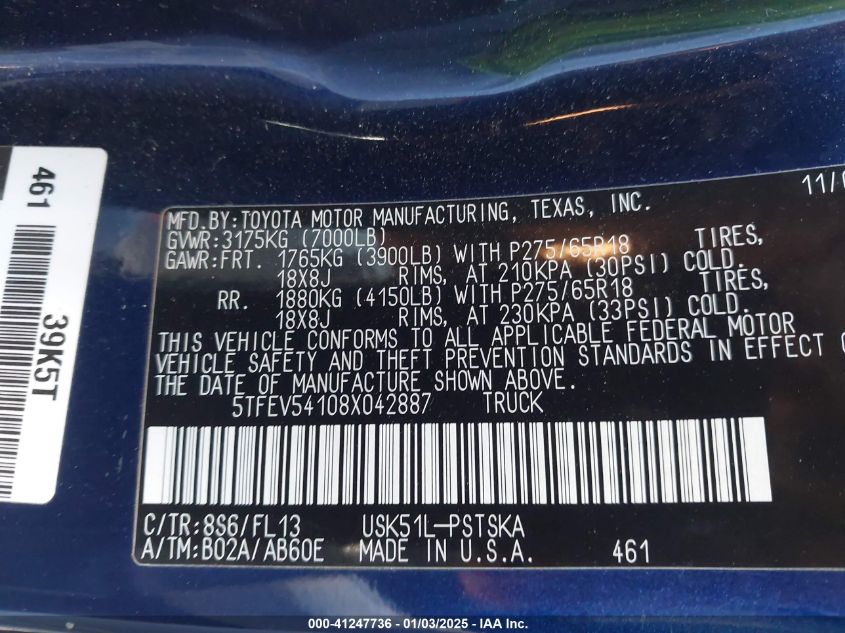 461
39K5T
11/
MFD.BY:TOYOTA MOTOR MANUFACTURING, TEXAS, INC.
GVWR:3175KG (7000LB)
GAWR:FRT. 1765KG (3900LB) WITH P275/65R18 TIRES,
18X8J RIMS, AT 210KPA (30PSI) COLD.
RR. 1880KG (4150LB) WITH P275/65R18 TIRES,
18X8J RIMS, AT 230KPA (33PSI) COLD.
THIS VEHICLE CONFORMS TO ALL APPLICABLE FEDERAL MOTOR
VEHICLE SAFETY AND THEFT PREVENTION STANDARDS IN EFFECT
THE DATE OF MANUFACTURE SHOWN ABOVE.
5TFEV54108X042887 TRUCK
C/TR:8S6/FL13 USK51L-PSTSKA
A/TM:B02A/AB60E MADE IN U.S.A. 461
000-41247736 - 01/03/2025 - IAA Inc.